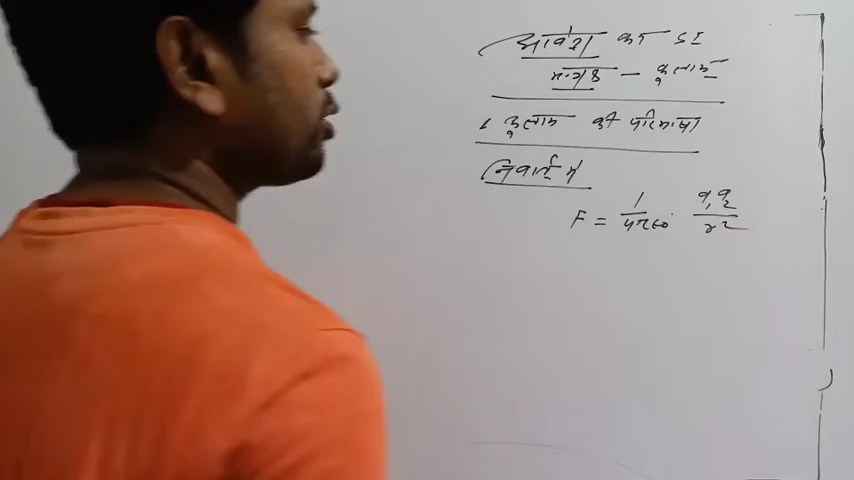 आवेश का SI
मात्रक - कूलाम
1 कूलाम की परिभाषा
निर्वात में
F = 1/4πε0 q1q2/r2